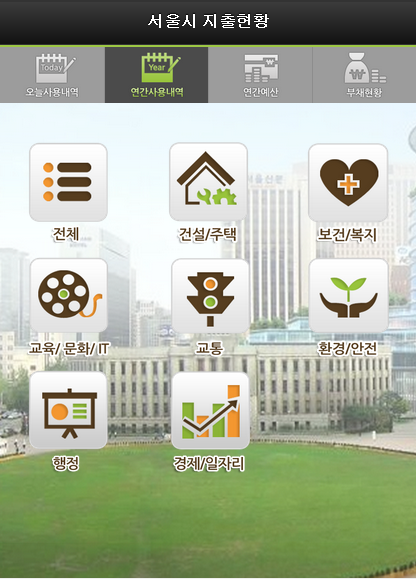 서울시 지출현황
Today
Year
오늘사용내역
연간사용내역
연간예산
부채현황
전체
건설/주택
보건/복지
교육/ 문화/ IT
교통
환경/안전
행정
경제/일자리